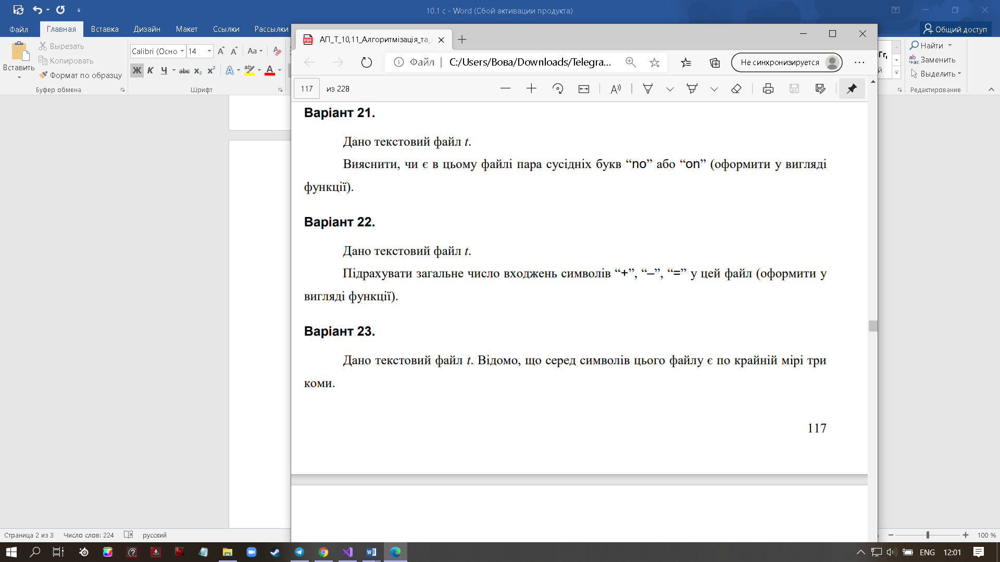 10.1 с - Word (Сбой активации продукта)
Файл Главная Вставка Дизайн Макет Ссылки Рассылки Общий доступ
АП_Т_10,11_Алгоритмізація_та_
Вставить Вырезать Копировать Формат по образцу
Буфер обмена
Calibri (Осно 14
Aa
Ж К Ч abc x₂ x² A ab A
Шрифт
Файл C:/Users/Вова/Downloads/Telegra... Не синхронизируется
Найти
Заменить
Выделить
Редактирование
117 из 228
Варіант 21.
Дано текстовий файл t.
Вияснити, чи є в цьому файлі пара сусідніх букв “no” або “on” (оформити у вигляді
функції).
Варіант 22.
Дано текстовий файл t.
Підрахувати загальне число входжень символів “+”, “–”, “=” у цей файл (оформити у
вигляді функції).
Варіант 23.
Дано текстовий файл t. Відомо, що серед символів цього файлу є по крайній мірі три
коми.
117
Страница 2 из 3 Число слов: 224 русский 100 %
ENG 12:01